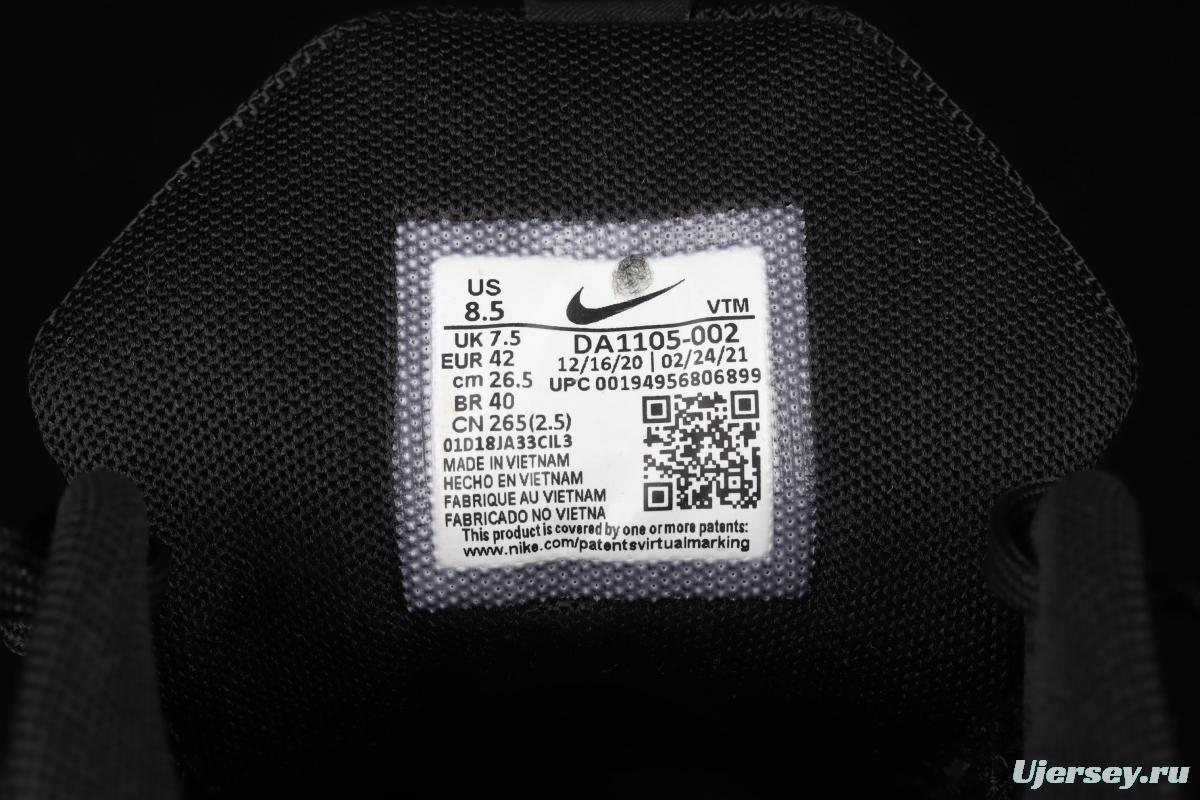 US
8.5
VTM
UK 7.5
DA1105-002
EUR 42
12/16/20 | 02/24/21
cm 26.5
UPC 00194956806899
BR 40
CN 265(2.5)
01D18JA33CIL3
MADE IN VIETNAM
HECHO EN VIETNAM
FABRIQUE AU VIETNAM
FABRICADO NO VIETNA
This product is covered by one or more patents:
www.nike.com/patentsvirtualmarking
Ujersey.ru